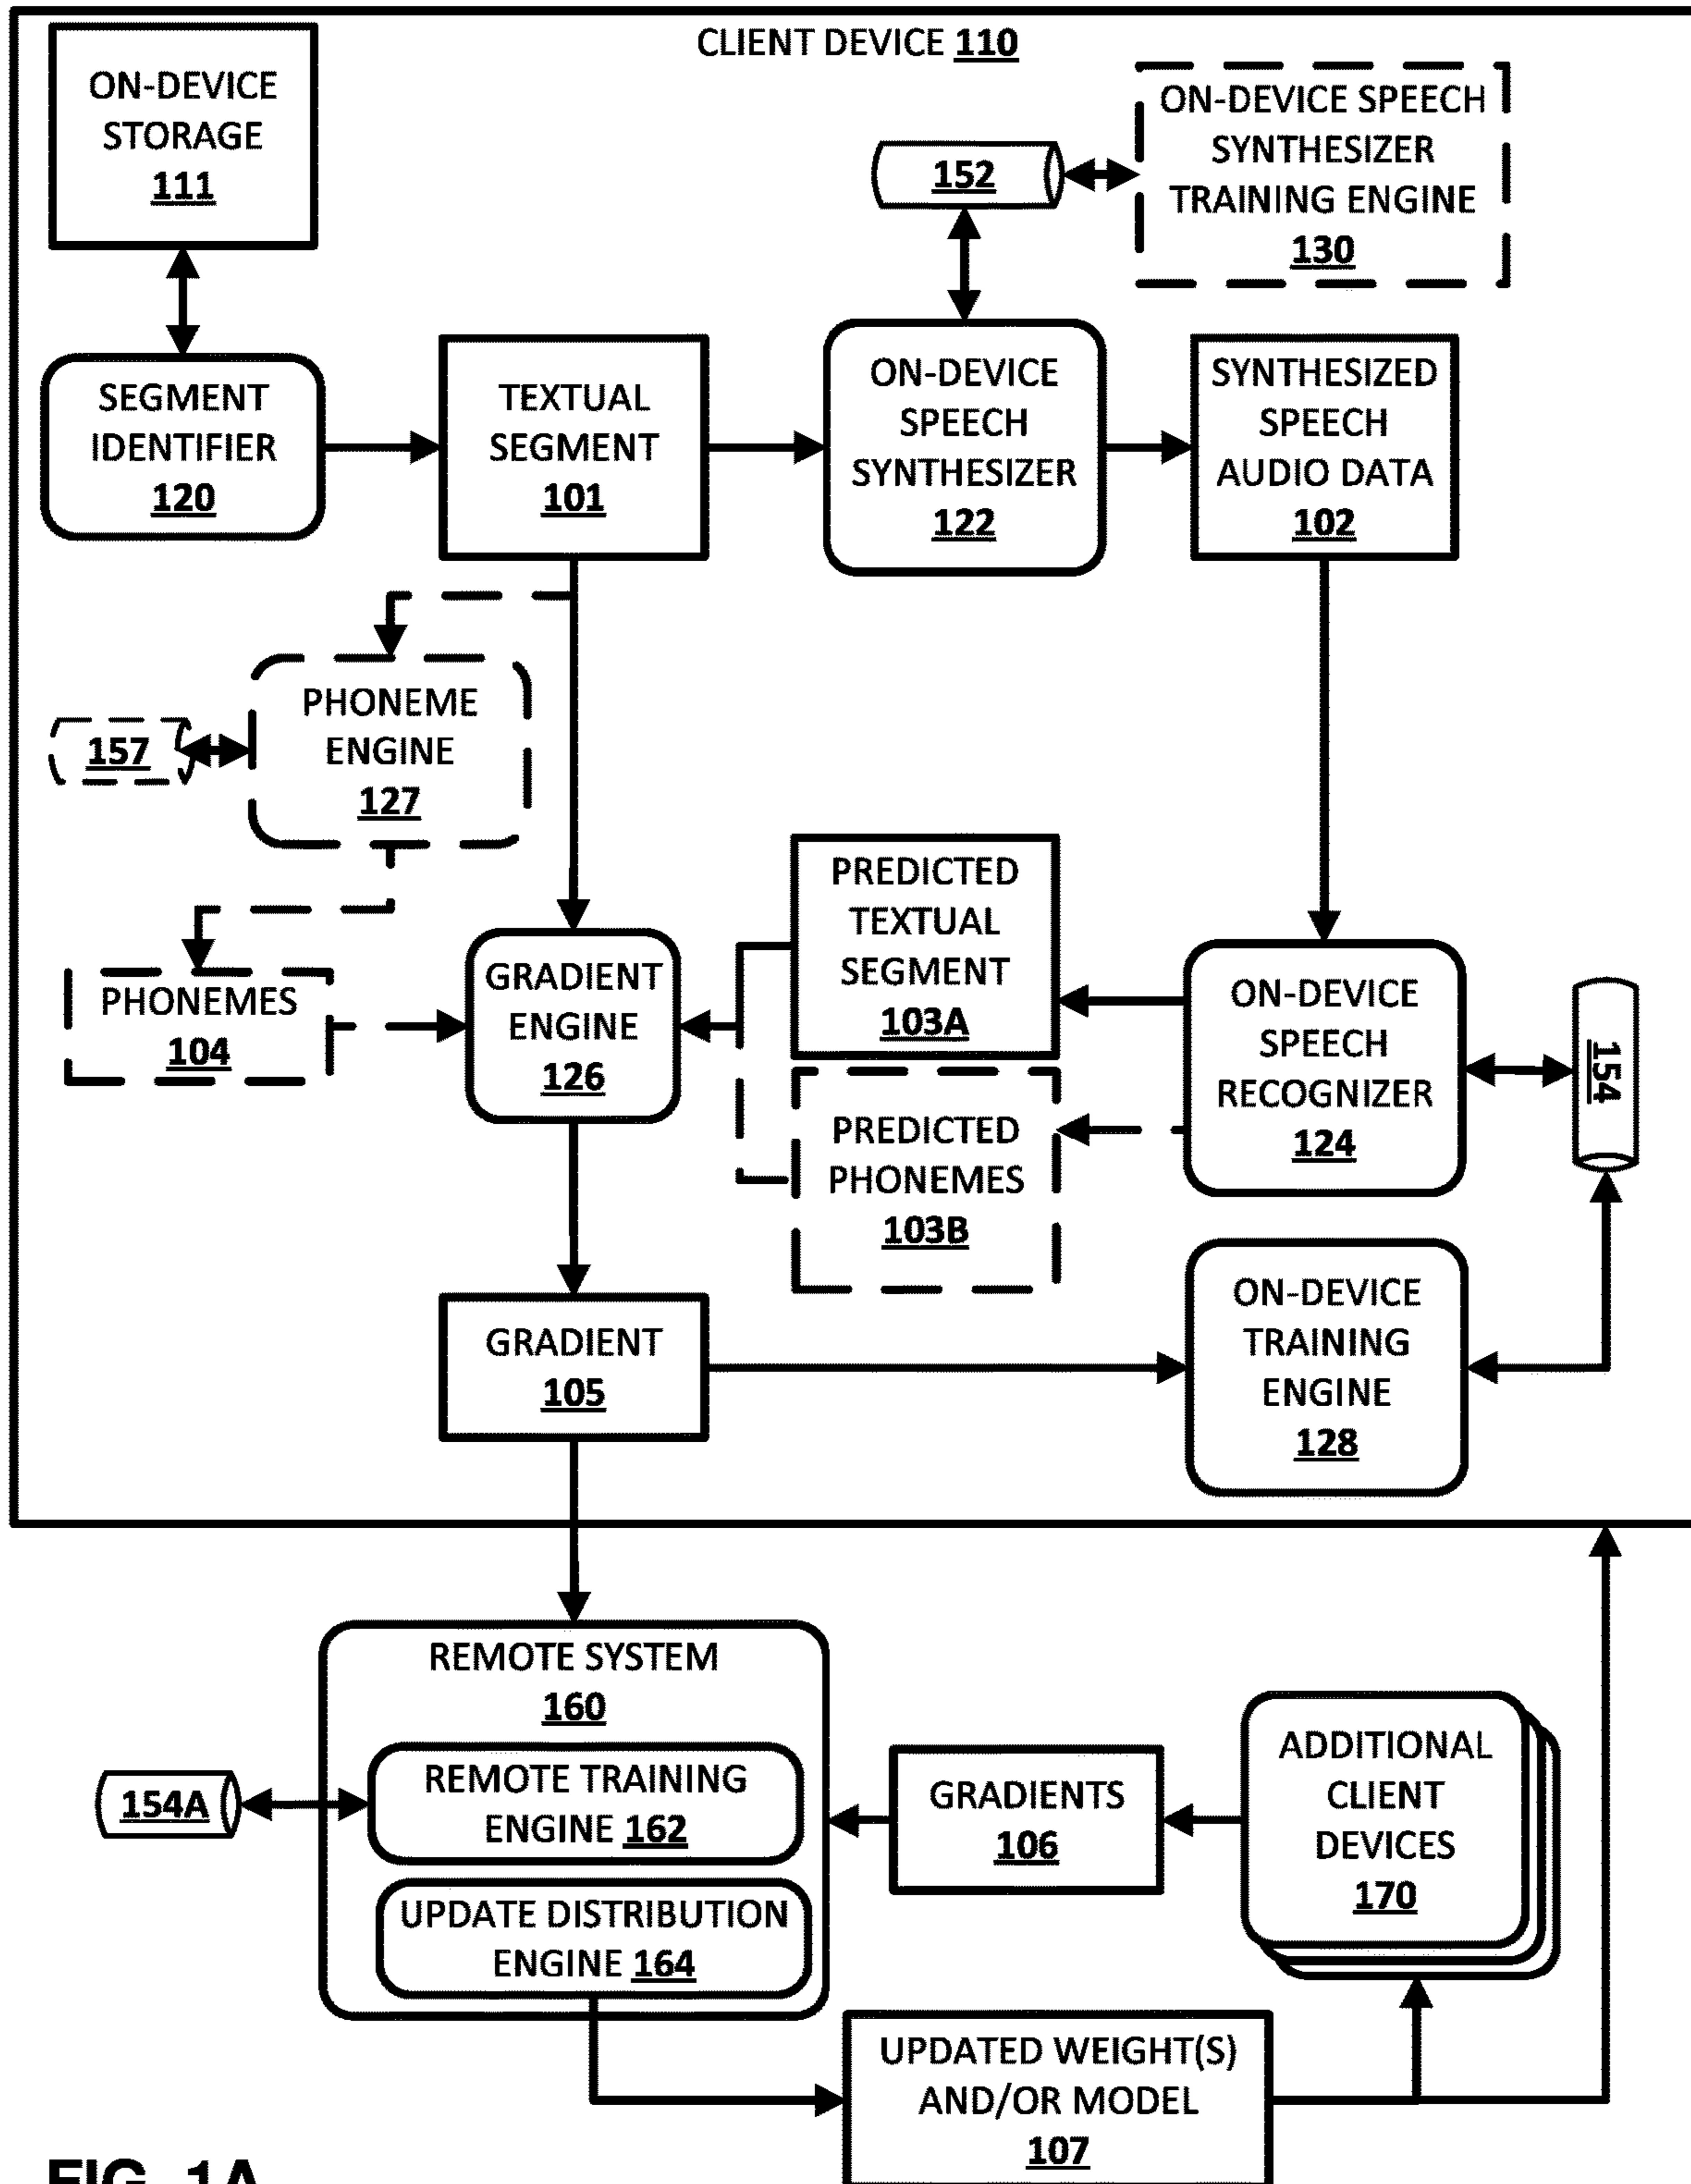 CLIENT DEVICE 110
ON-DEVICE
STORAGE
111
152
ON-DEVICE SPEECH
SYNTHESIZER
TRAINING ENGINE
130
SEGMENT
IDENTIFIER
120
TEXTUAL
SEGMENT
101
ON-DEVICE
SPEECH
SYNTHESIZER
122
SYNTHESIZED
SPEECH
AUDIO DATA
102
157
PHONEME
ENGINE
127
PHONEMES
104
GRADIENT
ENGINE
126
PREDICTED
TEXTUAL
SEGMENT
103A
PREDICTED
PHONEMES
103B
ON-DEVICE
SPEECH
RECOGNIZER
124
154
GRADIENT
105
ON-DEVICE
TRAINING
ENGINE
128
REMOTE SYSTEM
160
154A
REMOTE TRAINING
ENGINE 162
UPDATE DISTRIBUTION
ENGINE 164
GRADIENTS
106
ADDITIONAL
CLIENT
DEVICES
170
UPDATED WEIGHT(S)
AND/OR MODEL
107
FIG. 1A